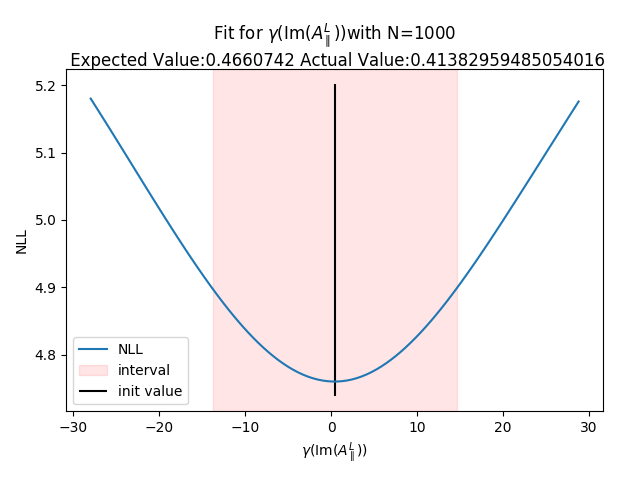 Fit for γ(Im(A^L_∥))with N=1000
Expected Value:0.4660742 Actual Value:0.41382959485054016
5.2
5.1
5.0
4.9
4.8
NLL
NLL
interval
init value
−30 −20 −10 0 10 20 30
γ(Im(A^L_∥))